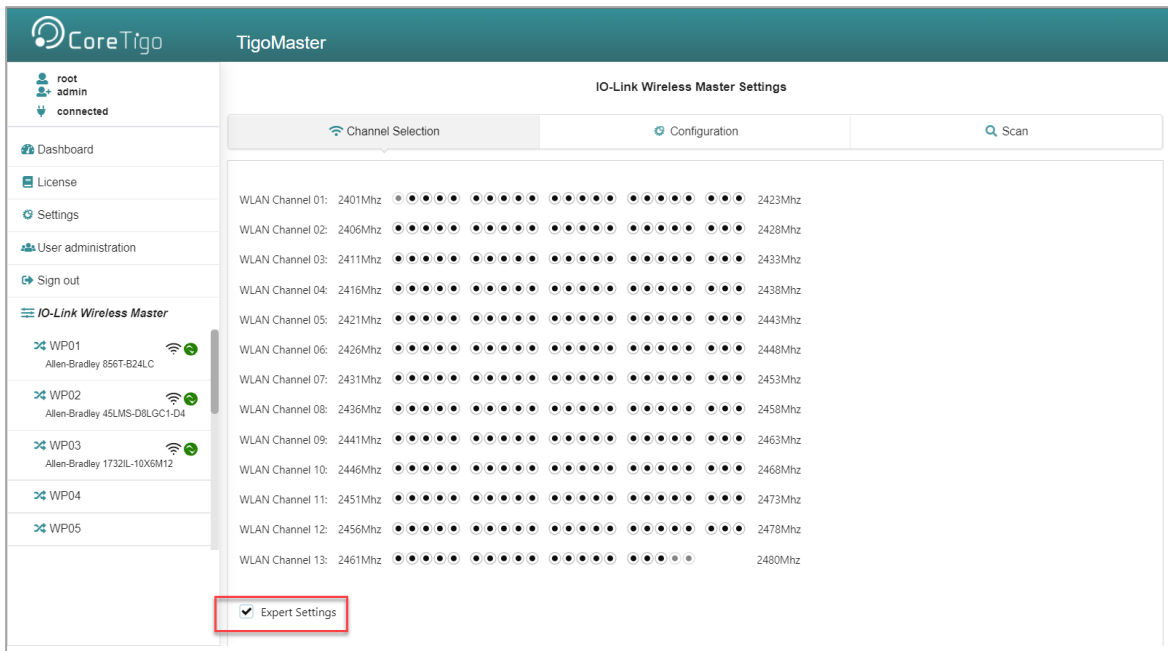 CoreTigo
TigoMaster
root
admin
connected
Dashboard
License
Settings
User administration
Sign out
IO-Link Wireless Master
WP01
Allen-Bradley 856T-B24LC
WP02
Allen-Bradley 45LMS-D8LGC1-D4
WP03
Allen-Bradley 1732IL-10X6M12
WP04
WP05
IO-Link Wireless Master Settings
Channel Selection
Configuration
Scan
WLAN Channel 01: 2401Mhz 2423Mhz
WLAN Channel 02: 2406Mhz 2428Mhz
WLAN Channel 03: 2411Mhz 2433Mhz
WLAN Channel 04: 2416Mhz 2438Mhz
WLAN Channel 05: 2421Mhz 2443Mhz
WLAN Channel 06: 2426Mhz 2448Mhz
WLAN Channel 07: 2431Mhz 2453Mhz
WLAN Channel 08: 2436Mhz 2458Mhz
WLAN Channel 09: 2441Mhz 2463Mhz
WLAN Channel 10: 2446Mhz 2468Mhz
WLAN Channel 11: 2451Mhz 2473Mhz
WLAN Channel 12: 2456Mhz 2478Mhz
WLAN Channel 13: 2461Mhz 2480Mhz
Expert Settings